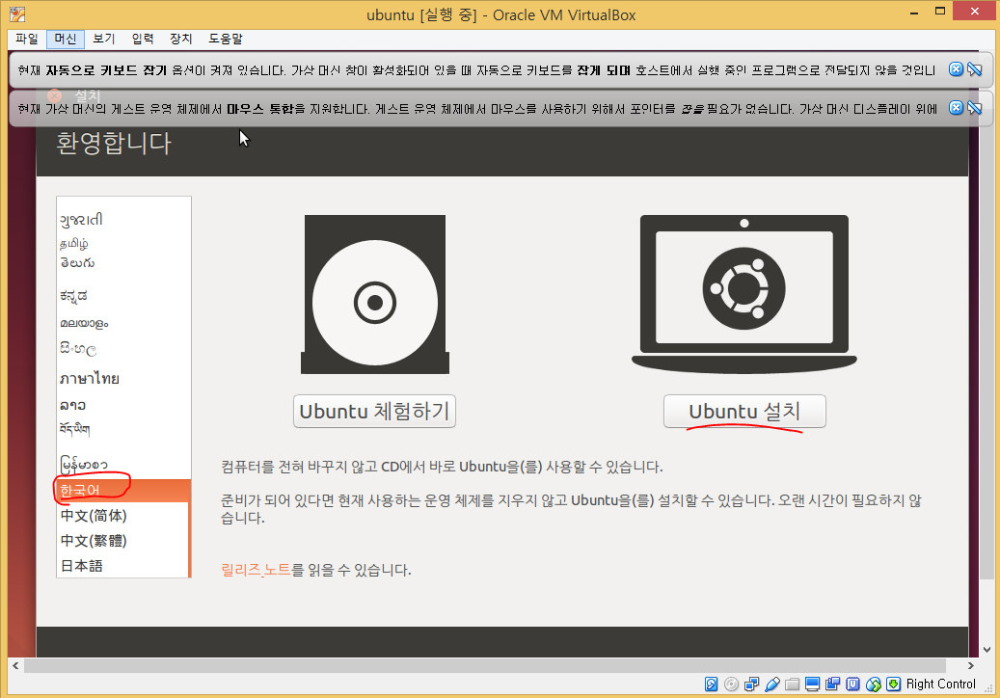 ubuntu [실행 중] - Oracle VM VirtualBox
파일 머신 보기 입력 장치 도움말
현재 자동으로 키보드 잡기 옵션이 켜져 있습니다. 가상 머신 창이 활성화되어 있을 때 자동으로 키보드를 잡게 되며 호스트에서 실행 중인 프로그램으로 전달되지 않을 것입니
설치
현재 가상 머신의 게스트 운영 체제에서 마우스 통합을 지원합니다. 게스트 운영 체제에서 마우스를 사용하기 위해서 포인터를 잡을 필요가 없습니다. 가상 머신 디스플레이 위에
환영합니다
ગુજરાતી
தமிழ்
తెలుగు
ಕನ್ನಡ
മലയാളം
සිංහල
ภาษาไทย
ລາວ
བོད་ཡིག
မြန်မာစာ
한국어
中文(简体)
中文(繁體)
日本語
Ubuntu 체험하기
Ubuntu 설치
컴퓨터를 전혀 바꾸지 않고 CD에서 바로 Ubuntu을(를) 사용할 수 있습니다.
준비가 되어 있다면 현재 사용하는 운영 체제를 지우지 않고 Ubuntu을(를) 설치할 수 있습니다. 오랜 시간이 필요하지 않
습니다.
릴리즈 노트를 읽을 수 있습니다.
Right Control